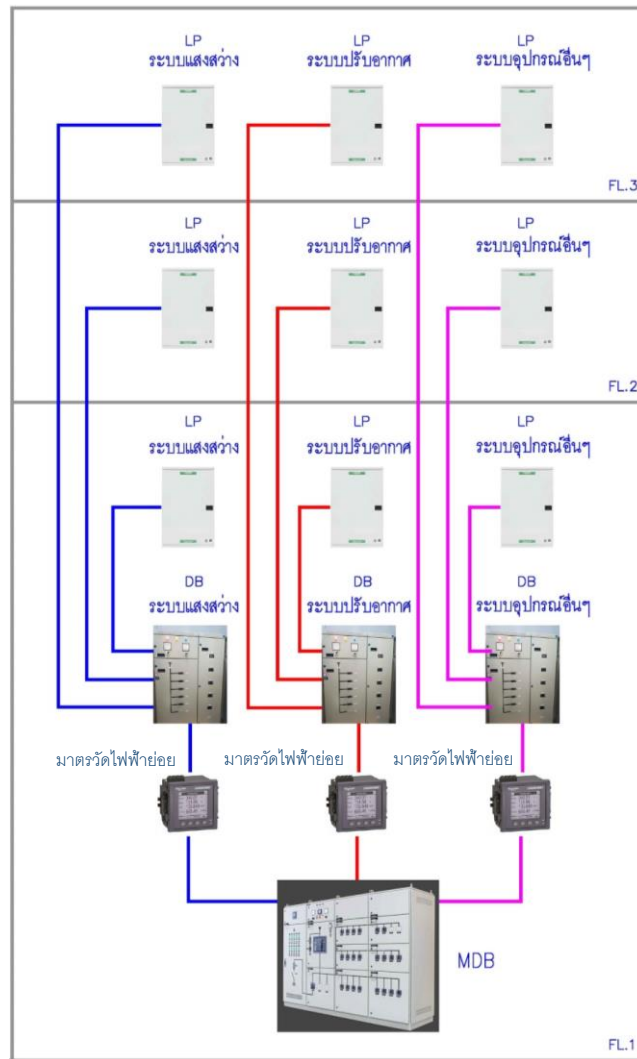 LP
ระบบแสงสว่าง
LP
ระบบปรับอากาศ
LP
ระบบอุปกรณ์อื่นๆ
FL.3
LP
ระบบแสงสว่าง
LP
ระบบปรับอากาศ
LP
ระบบอุปกรณ์อื่นๆ
FL.2
LP
ระบบแสงสว่าง
LP
ระบบปรับอากาศ
LP
ระบบอุปกรณ์อื่นๆ
DB
ระบบแสงสว่าง
DB
ระบบปรับอากาศ
DB
ระบบอุปกรณ์อื่นๆ
มาตรวัดไฟฟ้าย่อย
มาตรวัดไฟฟ้าย่อย
มาตรวัดไฟฟ้าย่อย
MDB
FL.1